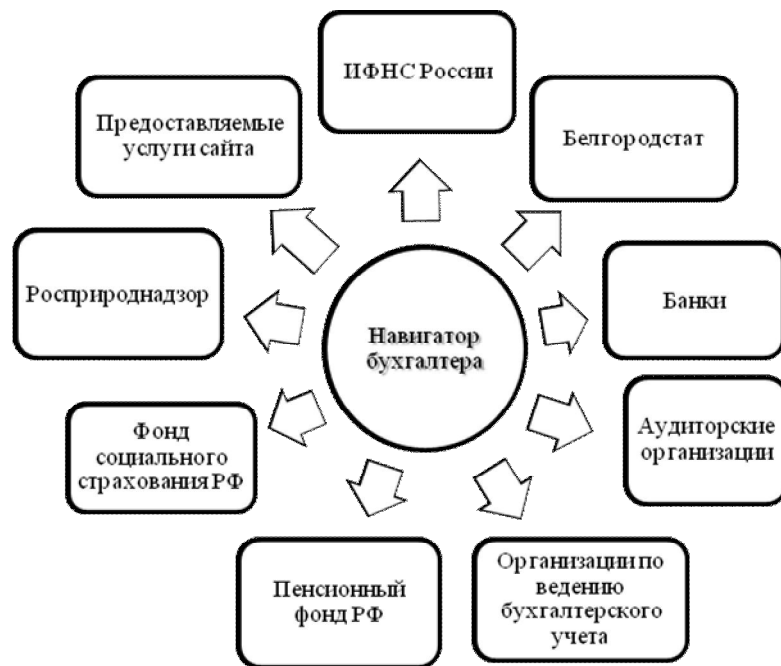 ИФНС России
Предоставляемые
услуги сайта
Белгородстат
Росприроднадзор
Навигатор
бухгалтера
Банки
Фонд
социального
страхования РФ
Аудиторские
организации
Пенсионный
фонд РФ
Организации по
ведению
бухгалтерского
учета